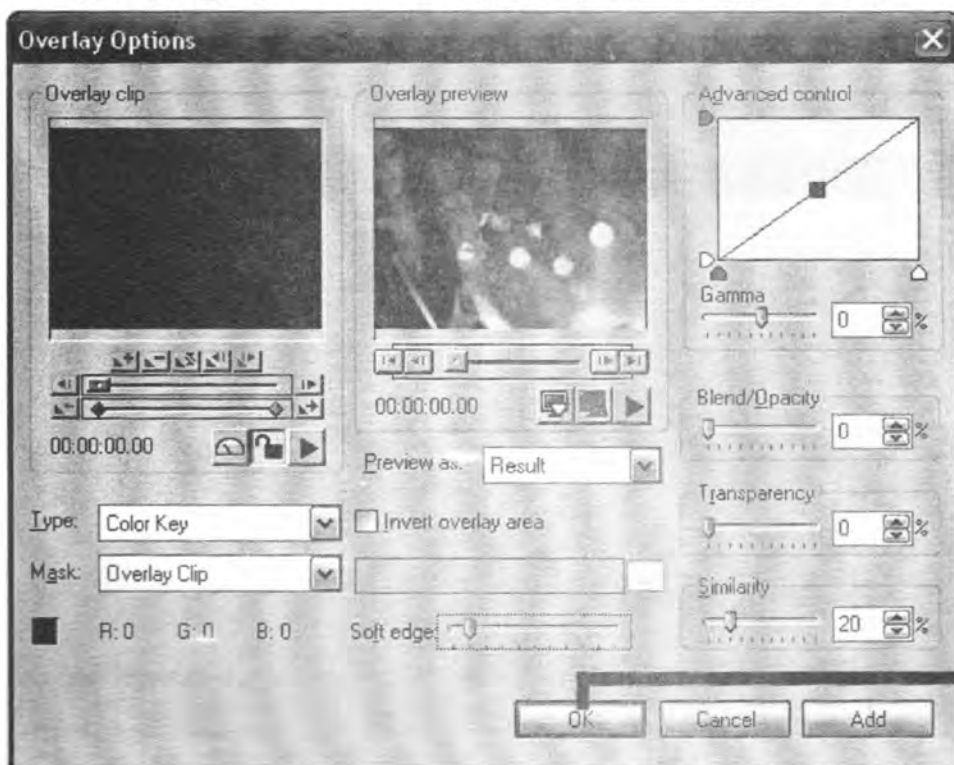 Overlay Options
Overlay clip
Overlay preview
Advanced control
Gamma
0 %
00:00:00.00
00:00:00.00
Blend/Opacity
0 %
Preview as: Result
Transparency
0 %
Type: Color Key
Invert overlay area
Mask: Overlay Clip
Similarity
20 %
R: 0 G: 0 B: 0
Soft edge:
OK Cancel Add